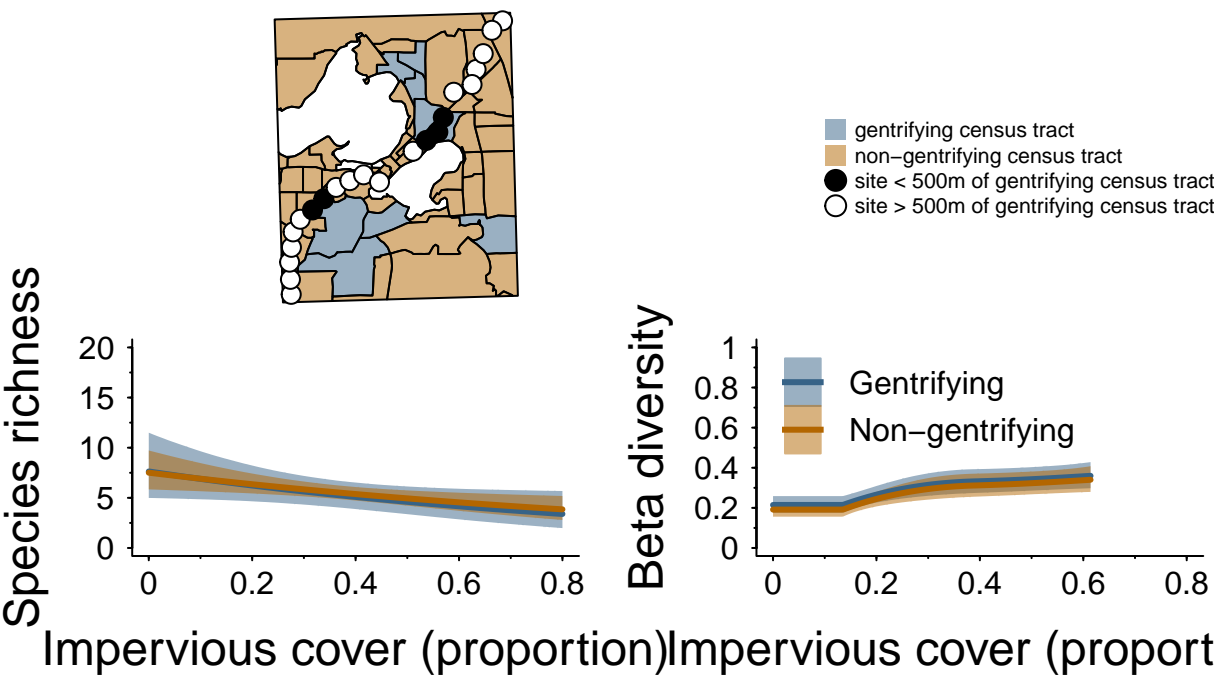 gentrifying census tract
non−gentrifying census tract
site < 500m of gentrifying census tract
site > 500m of gentrifying census tract
Species richness
20
15
10
5
0
0
0.2
0.4
0.6
0.8
Impervious cover (proportion)
Beta diversity
1
0.8
0.6
0.4
0.2
0
Gentrifying
Non−gentrifying
0
0.2
0.4
0.6
0.8
Impervious cover (proport